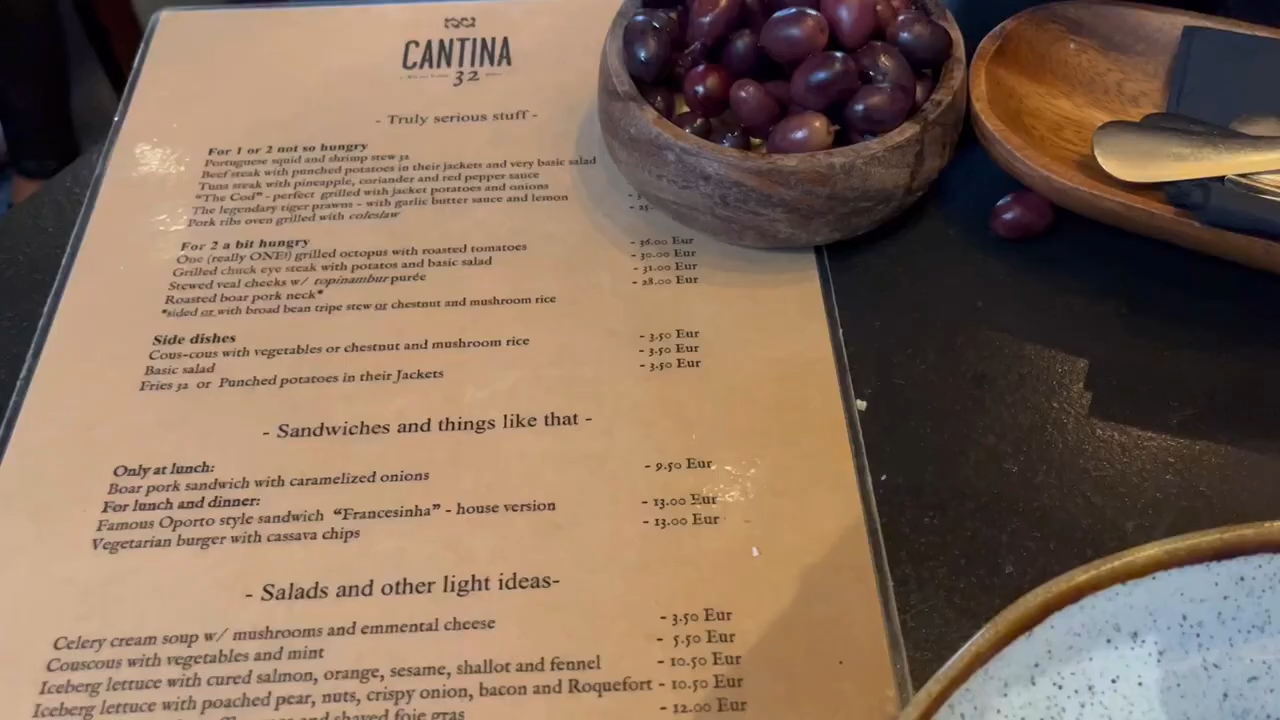 CANTINA
32
- Truly serious stuff -
For 1 or 2 not so hungry
Portuguese squid and shrimp stew 32
Beef steak with punched potatoes in their jackets and very basic salad
Tuna steak with pineapple, coriander and red pepper sauce
"The Cod" - perfect grilled with jacket potatoes and onions
The legendary tiger prawns - with garlic butter sauce and lemon
Pork ribs oven grilled with coleslaw - 25.
For 2 a bit hungry
One (really ONE!) grilled octopus with roasted tomatoes - 36.00 Eur
Grilled chuck eye steak with potatos and basic salad - 30.00 Eur
Stewed veal cheeks w/ topinambur purée - 31.00 Eur
Roasted boar pork neck* - 28.00 Eur
*sided or with broad bean tripe stew or chestnut and mushroom rice
Side dishes
Cous-cous with vegetables or chestnut and mushroom rice - 3.50 Eur
Basic salad - 3.50 Eur
Fries 32 or Punched potatoes in their Jackets - 3.50 Eur
- Sandwiches and things like that -
Only at lunch:
Boar pork sandwich with caramelized onions - 9.50 Eur
For lunch and dinner:
Famous Oporto style sandwich "Francesinha" - house version - 13.00 Eur
Vegetarian burger with cassava chips - 13.00 Eur
- Salads and other light ideas-
Celery cream soup w/ mushrooms and emmental cheese - 3.50 Eur
Couscous with vegetables and mint - 5.50 Eur
Iceberg lettuce with cured salmon, orange, sesame, shallot and fennel - 10.50 Eur
Iceberg lettuce with poached pear, nuts, crispy onion, bacon and Roquefort - 10.50 Eur
and shaved foie gras - 12.00 Eur